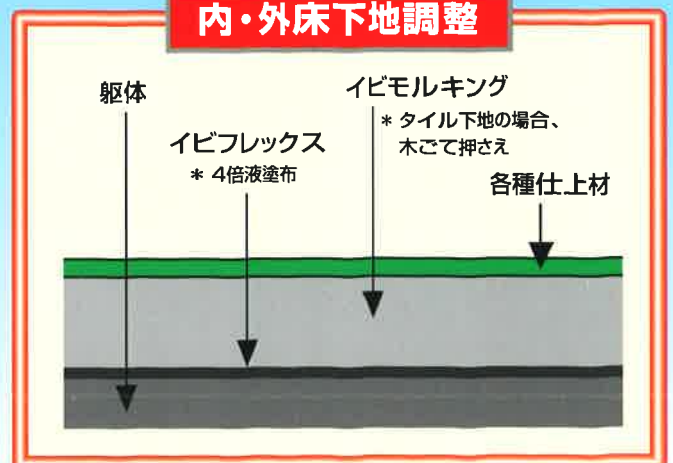 内・外床下地調整
躯体
イビモルキング
* タイル下地の場合、
木ごて押さえ
イビフレックス
* 4倍液塗布
各種仕上材